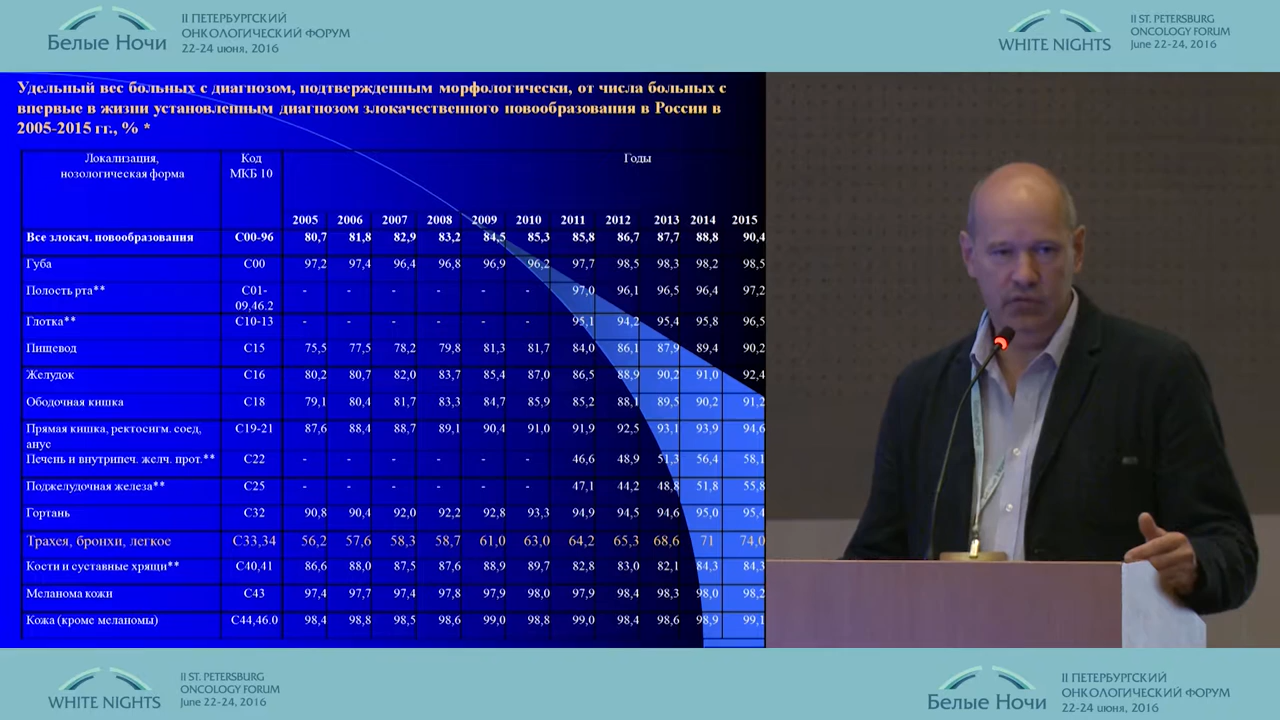 II ПЕТЕРБУРГСКИЙ
ОНКОЛОГИЧЕСКИЙ ФОРУМ
Белые Ночи
22-24 июня, 2016
II ST. PETERSBURG
ONCOLOGY FORUM
WHITE NIGHTS
June 22-24, 2016
Удельный вес больных с диагнозом, подтвержденным морфологически, от числа больных с
впервые в жизни установленным диагнозом злокачественного новообразования в России в
2005-2015 гг., % *
Локализация, Код Годы
нозологическая форма МКБ 10
2005 2006 2007 2008 2009 2010 2011 2012 2013 2014 2015
Все злокач. новообразования С00-96 80,7 81,8 82,9 83,2 84,5 85,3 85,8 86,7 87,7 88,8 90,4
Губа С00 97,2 97,4 96,4 96,8 96,9 96,2 97,7 98,5 98,3 98,2 98,5
Полость рта** С01- - - - - - - 97,0 96,1 96,5 96,4 97,2
09,46.2
Глотка** С10-13 - - - - - - 95,1 94,2 95,4 95,8 96,5
Пищевод С15 75,5 77,5 78,2 79,8 81,3 81,7 84,0 86,1 87,9 89,4 90,2
Желудок С16 80,2 80,7 82,0 83,7 85,4 87,0 86,5 88,9 90,2 91,0 92,4
Ободочная кишка С18 79,1 80,4 81,7 83,3 84,7 85,9 85,2 88,1 89,5 90,2 91,2
Прямая кишка, ректосигм. соед, С19-21 87,6 88,4 88,7 89,1 90,4 91,0 91,9 92,5 93,1 93,9 94,6
анус
Печень и внутрипеч. желч. прот.** С22 - - - - - - 46,6 48,9 51,3 56,4 58,1
Поджелудочная железа** С25 - - - - - - 47,1 44,2 48,8 51,8 55,8
Гортань С32 90,8 90,4 92,0 92,2 92,8 93,3 94,9 94,5 94,6 95,0 95,4
Трахея, бронхи, легкое С33,34 56,2 57,6 58,3 58,7 61,0 63,0 64,2 65,3 68,6 71 74,0
Кости и суставные хрящи** С40,41 86,6 88,0 87,5 87,6 88,9 89,7 82,8 83,0 82,1 84,3 84,3
Меланома кожи С43 97,4 97,7 97,4 97,8 97,9 98,0 97,9 98,4 98,3 98,0 98,2
Кожа (кроме меланомы) С44,46.0 98,4 98,8 98,5 98,6 99,0 98,8 99,0 98,4 98,6 98,9 99,1
II ST. PETERSBURG
ONCOLOGY FORUM
WHITE NIGHTS
June 22-24, 2016
II ПЕТЕРБУРГСКИЙ
ОНКОЛОГИЧЕСКИЙ ФОРУМ
Белые Ночи
22-24 июня, 2016